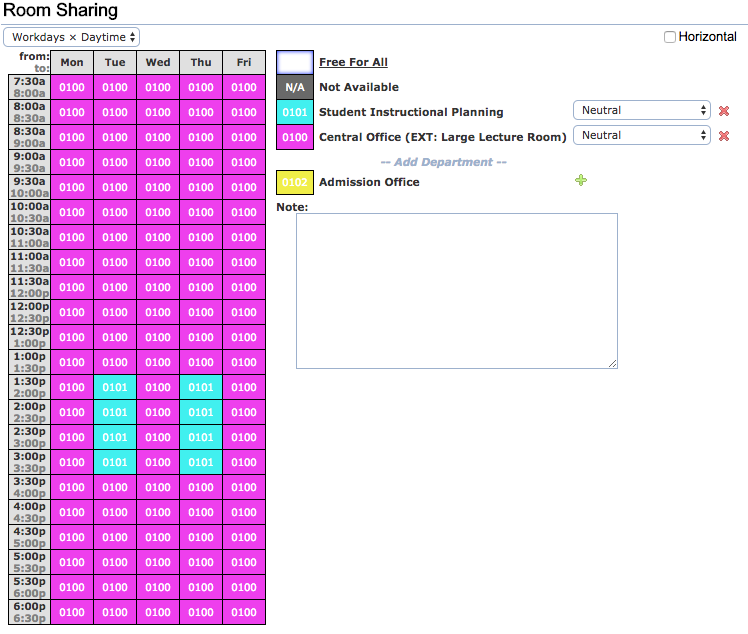 Room Sharing
Workdays × Daytime
Horizontal
from: Mon Tue Wed Thu Fri
to:
7:30a 0100 0100 0100 0100 0100
8:00a
8:00a 0100 0100 0100 0100 0100
8:30a
8:30a 0100 0100 0100 0100 0100
9:00a
9:00a 0100 0100 0100 0100 0100
9:30a
9:30a 0100 0100 0100 0100 0100
10:00a
10:00a 0100 0100 0100 0100 0100
10:30a
10:30a 0100 0100 0100 0100 0100
11:00a
11:00a 0100 0100 0100 0100 0100
11:30a
11:30a 0100 0100 0100 0100 0100
12:00p
12:00p 0100 0100 0100 0100 0100
12:30p
12:30p 0100 0100 0100 0100 0100
1:00p
1:00p 0100 0100 0100 0100 0100
1:30p
1:30p 0100 0101 0100 0101 0100
2:00p
2:00p 0100 0101 0100 0101 0100
2:30p
2:30p 0100 0101 0100 0101 0100
3:00p
3:00p 0100 0101 0100 0101 0100
3:30p
3:30p 0100 0100 0100 0100 0100
4:00p
4:00p 0100 0100 0100 0100 0100
4:30p
4:30p 0100 0100 0100 0100 0100
5:00p
5:00p 0100 0100 0100 0100 0100
5:30p
5:30p 0100 0100 0100 0100 0100
6:00p
6:00p 0100 0100 0100 0100 0100
6:30p
Free For All
N/A Not Available
0101 Student Instructional Planning Neutral
0100 Central Office (EXT: Large Lecture Room) Neutral
-- Add Department --
0102 Admission Office
Note: